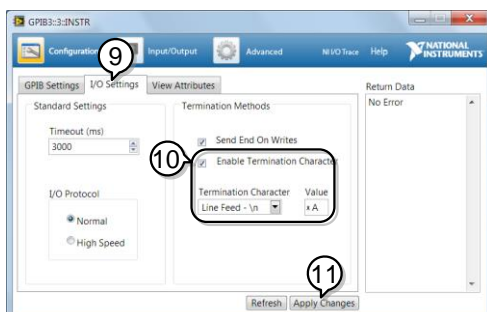 GPIB3::3::INSTR
Configuration Input/Output Advanced NI I/O Trace Help NATIONAL INSTRUMENTS
9
GPIB Settings I/O Settings View Attributes
Return Data
No Error
Standard Settings
Timeout (ms)
3000
I/O Protocol
Normal
High Speed
Termination Methods
Send End On Writes
10
Enable Termination Character
Termination Character Value
Line Feed - \n xA
11
Refresh Apply Changes